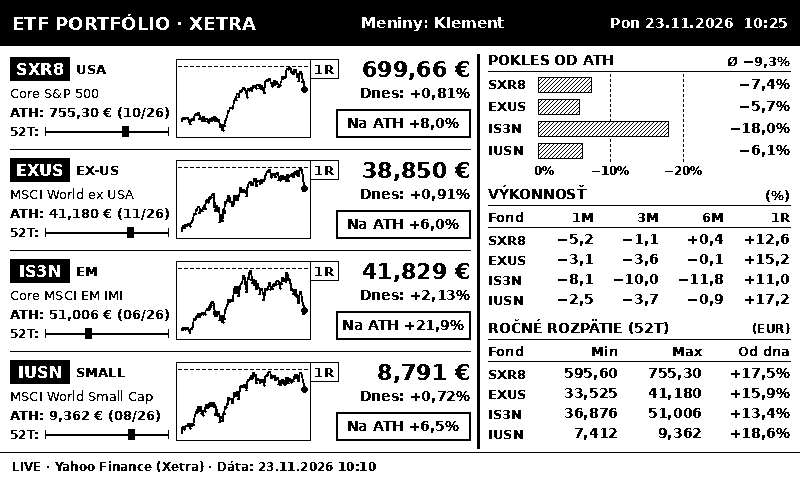 ETF PORTFÓLIO · XETRA
Meniny: Klement
Pon 23.11.2026 10:25
SXR8 USA
Core S&P 500
ATH: 755,30 € (10/26)
52T:
1R
699,66 €
Dnes: +0,81%
Na ATH +8,0%
EXUS EX-US
MSCI World ex USA
ATH: 41,180 € (11/26)
52T:
1R
38,850 €
Dnes: +0,91%
Na ATH +6,0%
IS3N EM
Core MSCI EM IMI
ATH: 51,006 € (06/26)
52T:
1R
41,829 €
Dnes: +2,13%
Na ATH +21,9%
IUSN SMALL
MSCI World Small Cap
ATH: 9,362 € (08/26)
52T:
1R
8,791 €
Dnes: +0,72%
Na ATH +6,5%
POKLES OD ATH Ø −9,3%
SXR8 −7,4%
EXUS −5,7%
IS3N −18,0%
IUSN −6,1%
0% −10% −20%
VÝKONNOSŤ (%)
Fond 1M 3M 6M 1R
SXR8 −5,2 −1,1 +0,4 +12,6
EXUS −3,1 −3,6 −0,1 +15,2
IS3N −8,1 −10,0 −11,8 +11,0
IUSN −2,5 −3,7 −0,9 +17,2
ROČNÉ ROZPÄTIE (52T) (EUR)
Fond Min Max Od dna
SXR8 595,60 755,30 +17,5%
EXUS 33,525 41,180 +15,9%
IS3N 36,876 51,006 +13,4%
IUSN 7,412 9,362 +18,6%
LIVE · Yahoo Finance (Xetra) · Dáta: 23.11.2026 10:10